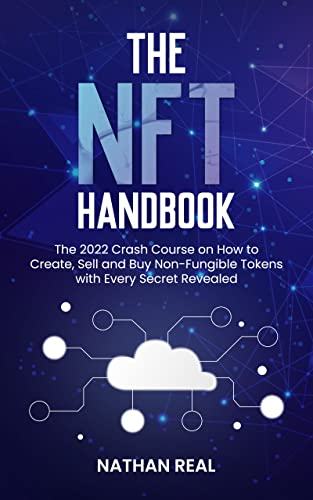 THE
NFT
HANDBOOK
The 2022 Crash Course on How to
Create, Sell and Buy Non-Fungible Tokens
with Every Secret Revealed
NATHAN REAL